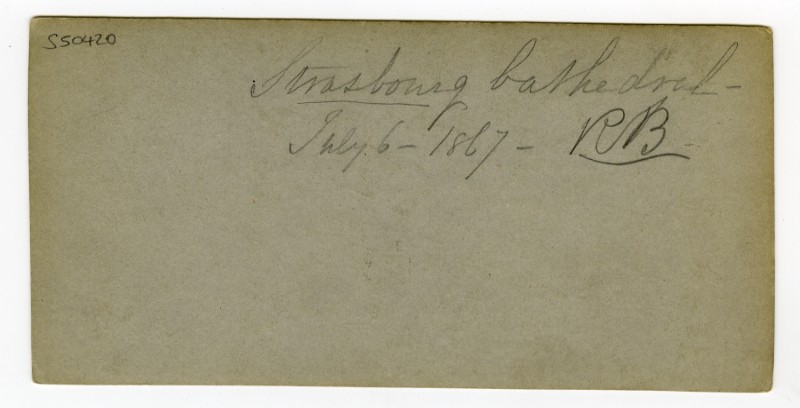 S50420
Strasbourg Cathedral -
July 6 - 1867 - RB